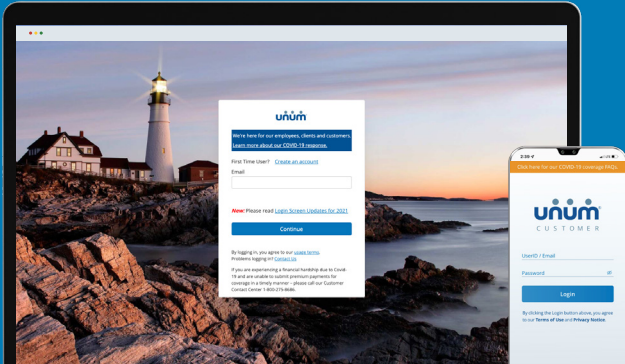 unum
We're here for our employees, clients and customers.
Learn more about our COVID-19 response.
First Time User? Create an account
Email
New: Please read Login Screen Updates for 2021
Continue
By logging in, you agree to our usage terms.
Problems logging in? Contact Us
If you are experiencing a financial hardship due to Covid-
19 and are unable to submit premium payments for
coverage in a timely manner – please call our Customer
Contact Center 1-800-275-8686.
2:30
Click here for our COVID-19 coverage FAQs.
unum
CUSTOMER
UserID / Email
Password
Login
By clicking the Login button above, you agree
to our Terms of Use and Privacy Notice.